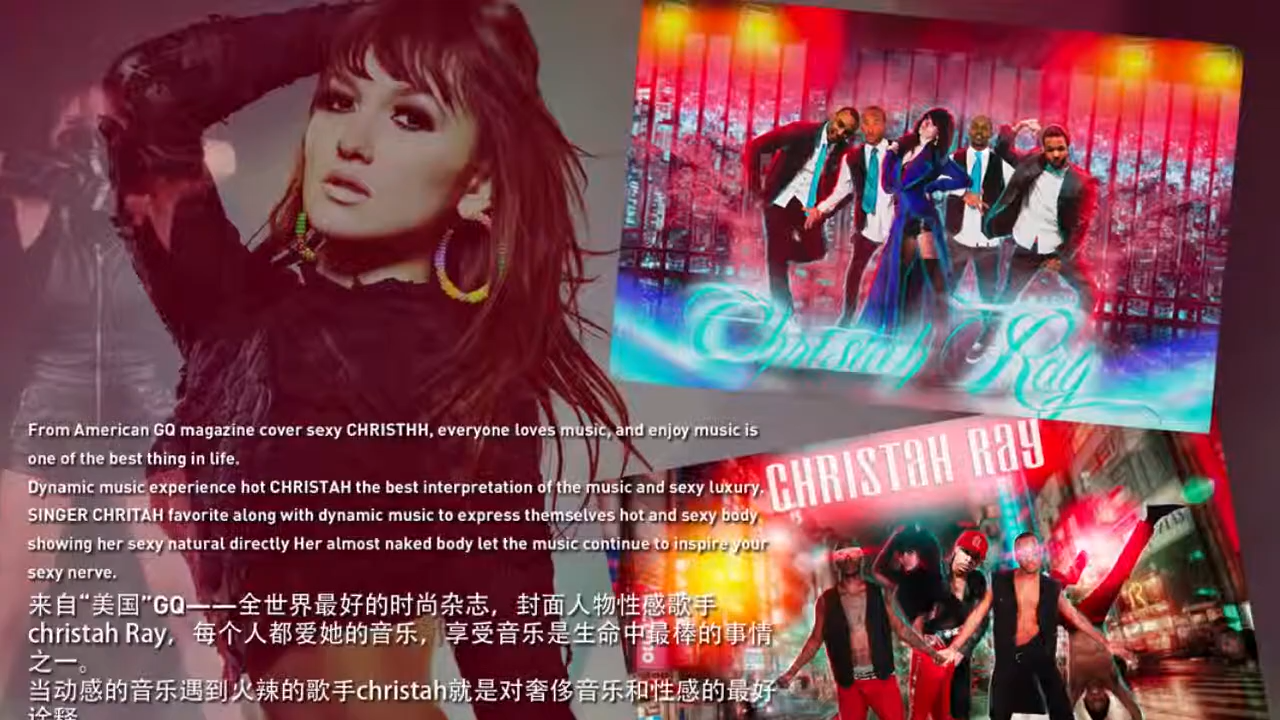 Christah Ray
CHRISTAH RAY
From American GQ magazine cover sexy CHRISTHH, everyone loves music, and enjoy music is
one of the best thing in life.
Dynamic music experience hot CHRISTAH the best interpretation of the music and sexy luxury.
SINGER CHRITAH favorite along with dynamic music to express themselves hot and sexy body
showing her sexy natural directly Her almost naked body let the music continue to inspire your
sexy nerve.
来自“美国”GQ——全世界最好的时尚杂志，封面人物性感歌手
christah Ray，每个人都爱她的音乐，享受音乐是生命中最棒的事情
之一。
当动感的音乐遇到火辣的歌手christah就是对奢侈音乐和性感的最好
诠释